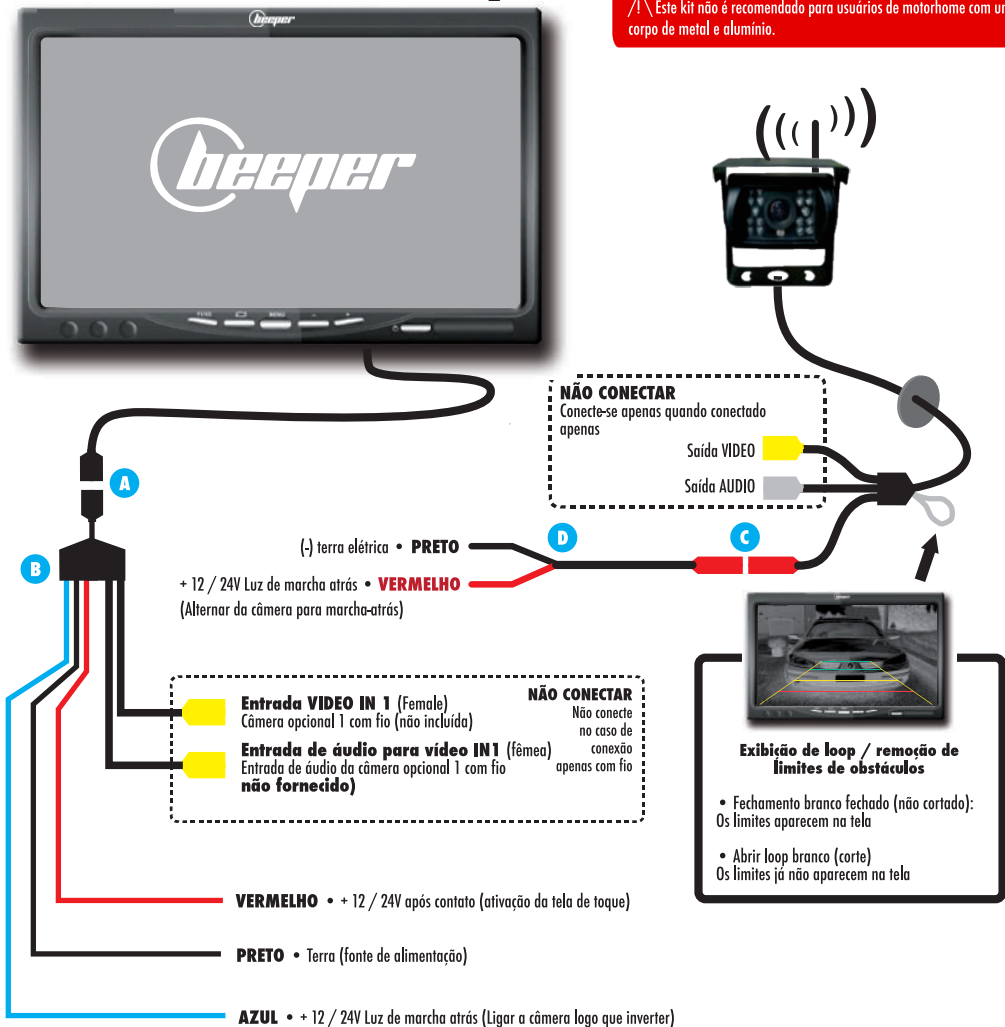 /!\ Este kit não é recomendado para usuários de motorhome com um
corpo de metal e alumínio.
beeper
beeper
MENU
-
+
NÃO CONECTAR
Conecte-se apenas quando conectado
apenas
Saída VIDEO
Saída AUDIO
A
B
(-) terra elétrica • PRETO
D
C
+ 12 / 24V Luz de marcha atrás • VERMELHO
(Alternar da câmera para marcha-atrás)
Entrada VIDEO IN 1 (Female)
Câmera opcional 1 com fio (não incluída)
Entrada de áudio para vídeo IN1 (fêmea)
Entrada de áudio da câmera opcional 1 com fio
não fornecido)
NÃO CONECTAR
Não conecte
no caso de
conexão
apenas com fio
Exibição de loop / remoção de
limites de obstáculos
• Fechamento branco fechado (não cortado):
Os limites aparecem na tela
• Abrir loop branco (corte)
Os limites já não aparecem na tela
VERMELHO • + 12 / 24V após contato (ativação da tela de toque)
PRETO • Terra (fonte de alimentação)
AZUL • + 12 / 24V Luz de marcha atrás (Ligar a câmera logo que inverter)